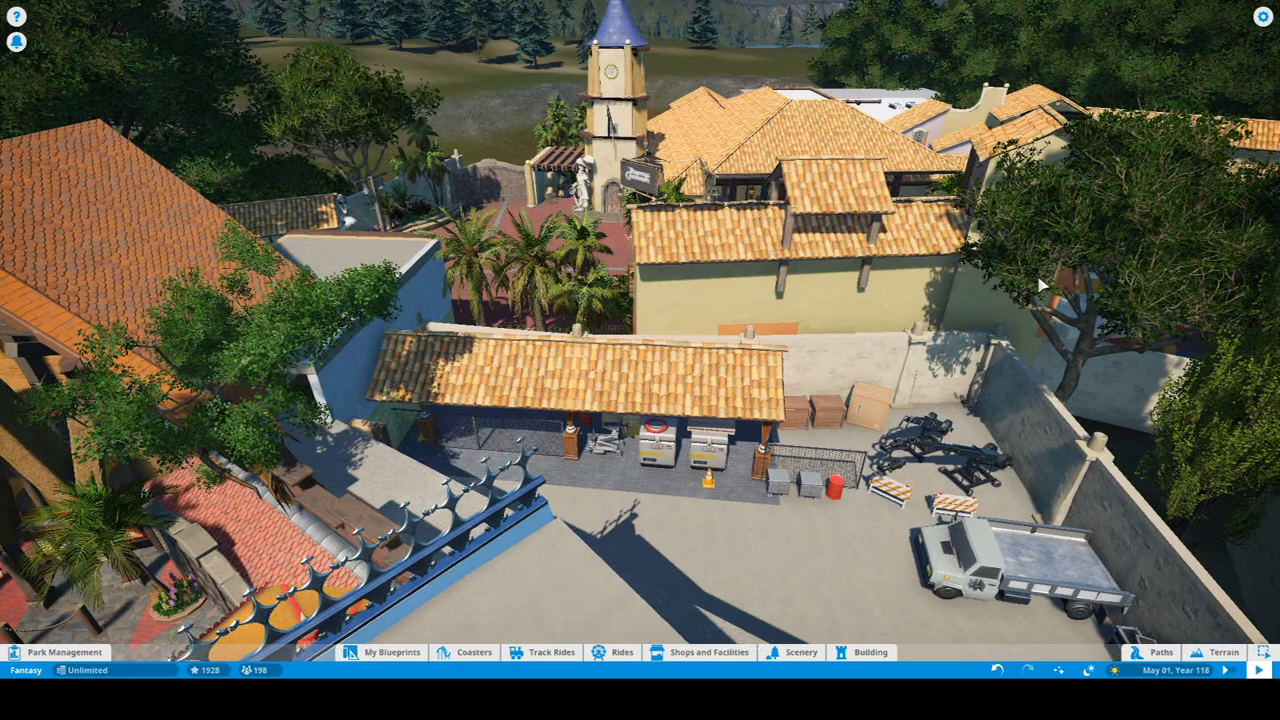 Park Management
My Blueprints
Coasters
Track Rides
Rides
Shops and Facilities
Scenery
Building
Paths
Terrain
Fantasy
Unlimited
1928
198
May 01, Year 118